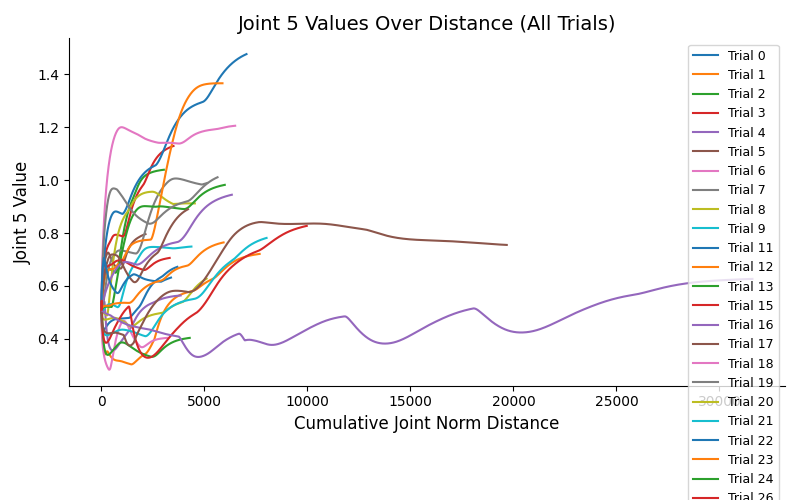 Joint 5 Values Over Distance (All Trials)
Joint 5 Value
1.4
1.2
1.0
0.8
0.6
0.4
0
5000
10000
15000
20000
25000
30000
Cumulative Joint Norm Distance
Trial 0
Trial 1
Trial 2
Trial 3
Trial 4
Trial 5
Trial 6
Trial 7
Trial 8
Trial 9
Trial 11
Trial 12
Trial 13
Trial 15
Trial 16
Trial 17
Trial 18
Trial 19
Trial 20
Trial 21
Trial 22
Trial 23
Trial 24
Trial 26